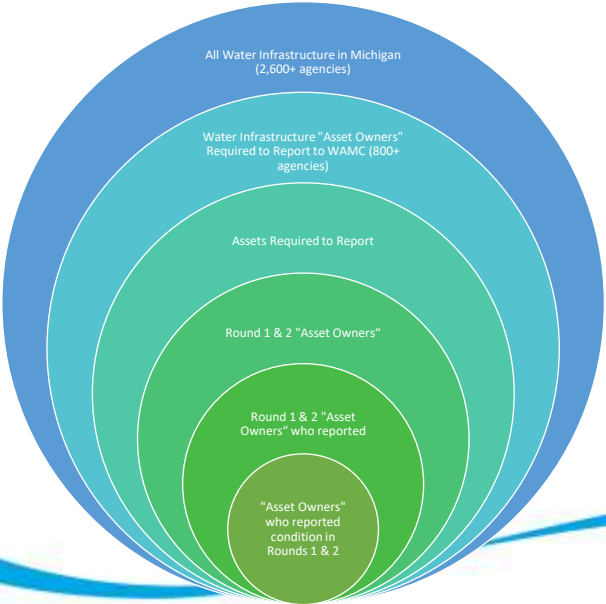 All Water Infrastructure in Michigan
(2,600+ agencies)
Water Infrastructure "Asset Owners"
Required to Report to WAMC (800+
agencies)
Assets Required to Report
Round 1 & 2 "Asset Owners“
Round 1 & 2 "Asset
Owners“ who reported
"Asset Owners"
who reported
condition in
Rounds 1 & 2